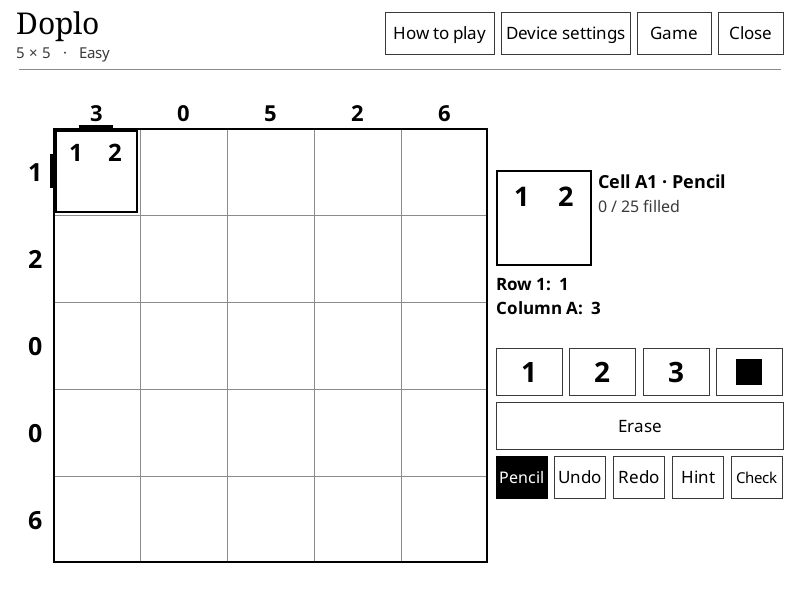 Doplo
5 × 5 · Easy
How to play
Device settings
Game
Close
3 0 5 2 6
1
1 2
2
0
0
6
1 2
Cell A1 · Pencil
0 / 25 filled
Row 1: 1
Column A: 3
1 2 3
Erase
Pencil
Undo
Redo
Hint
Check